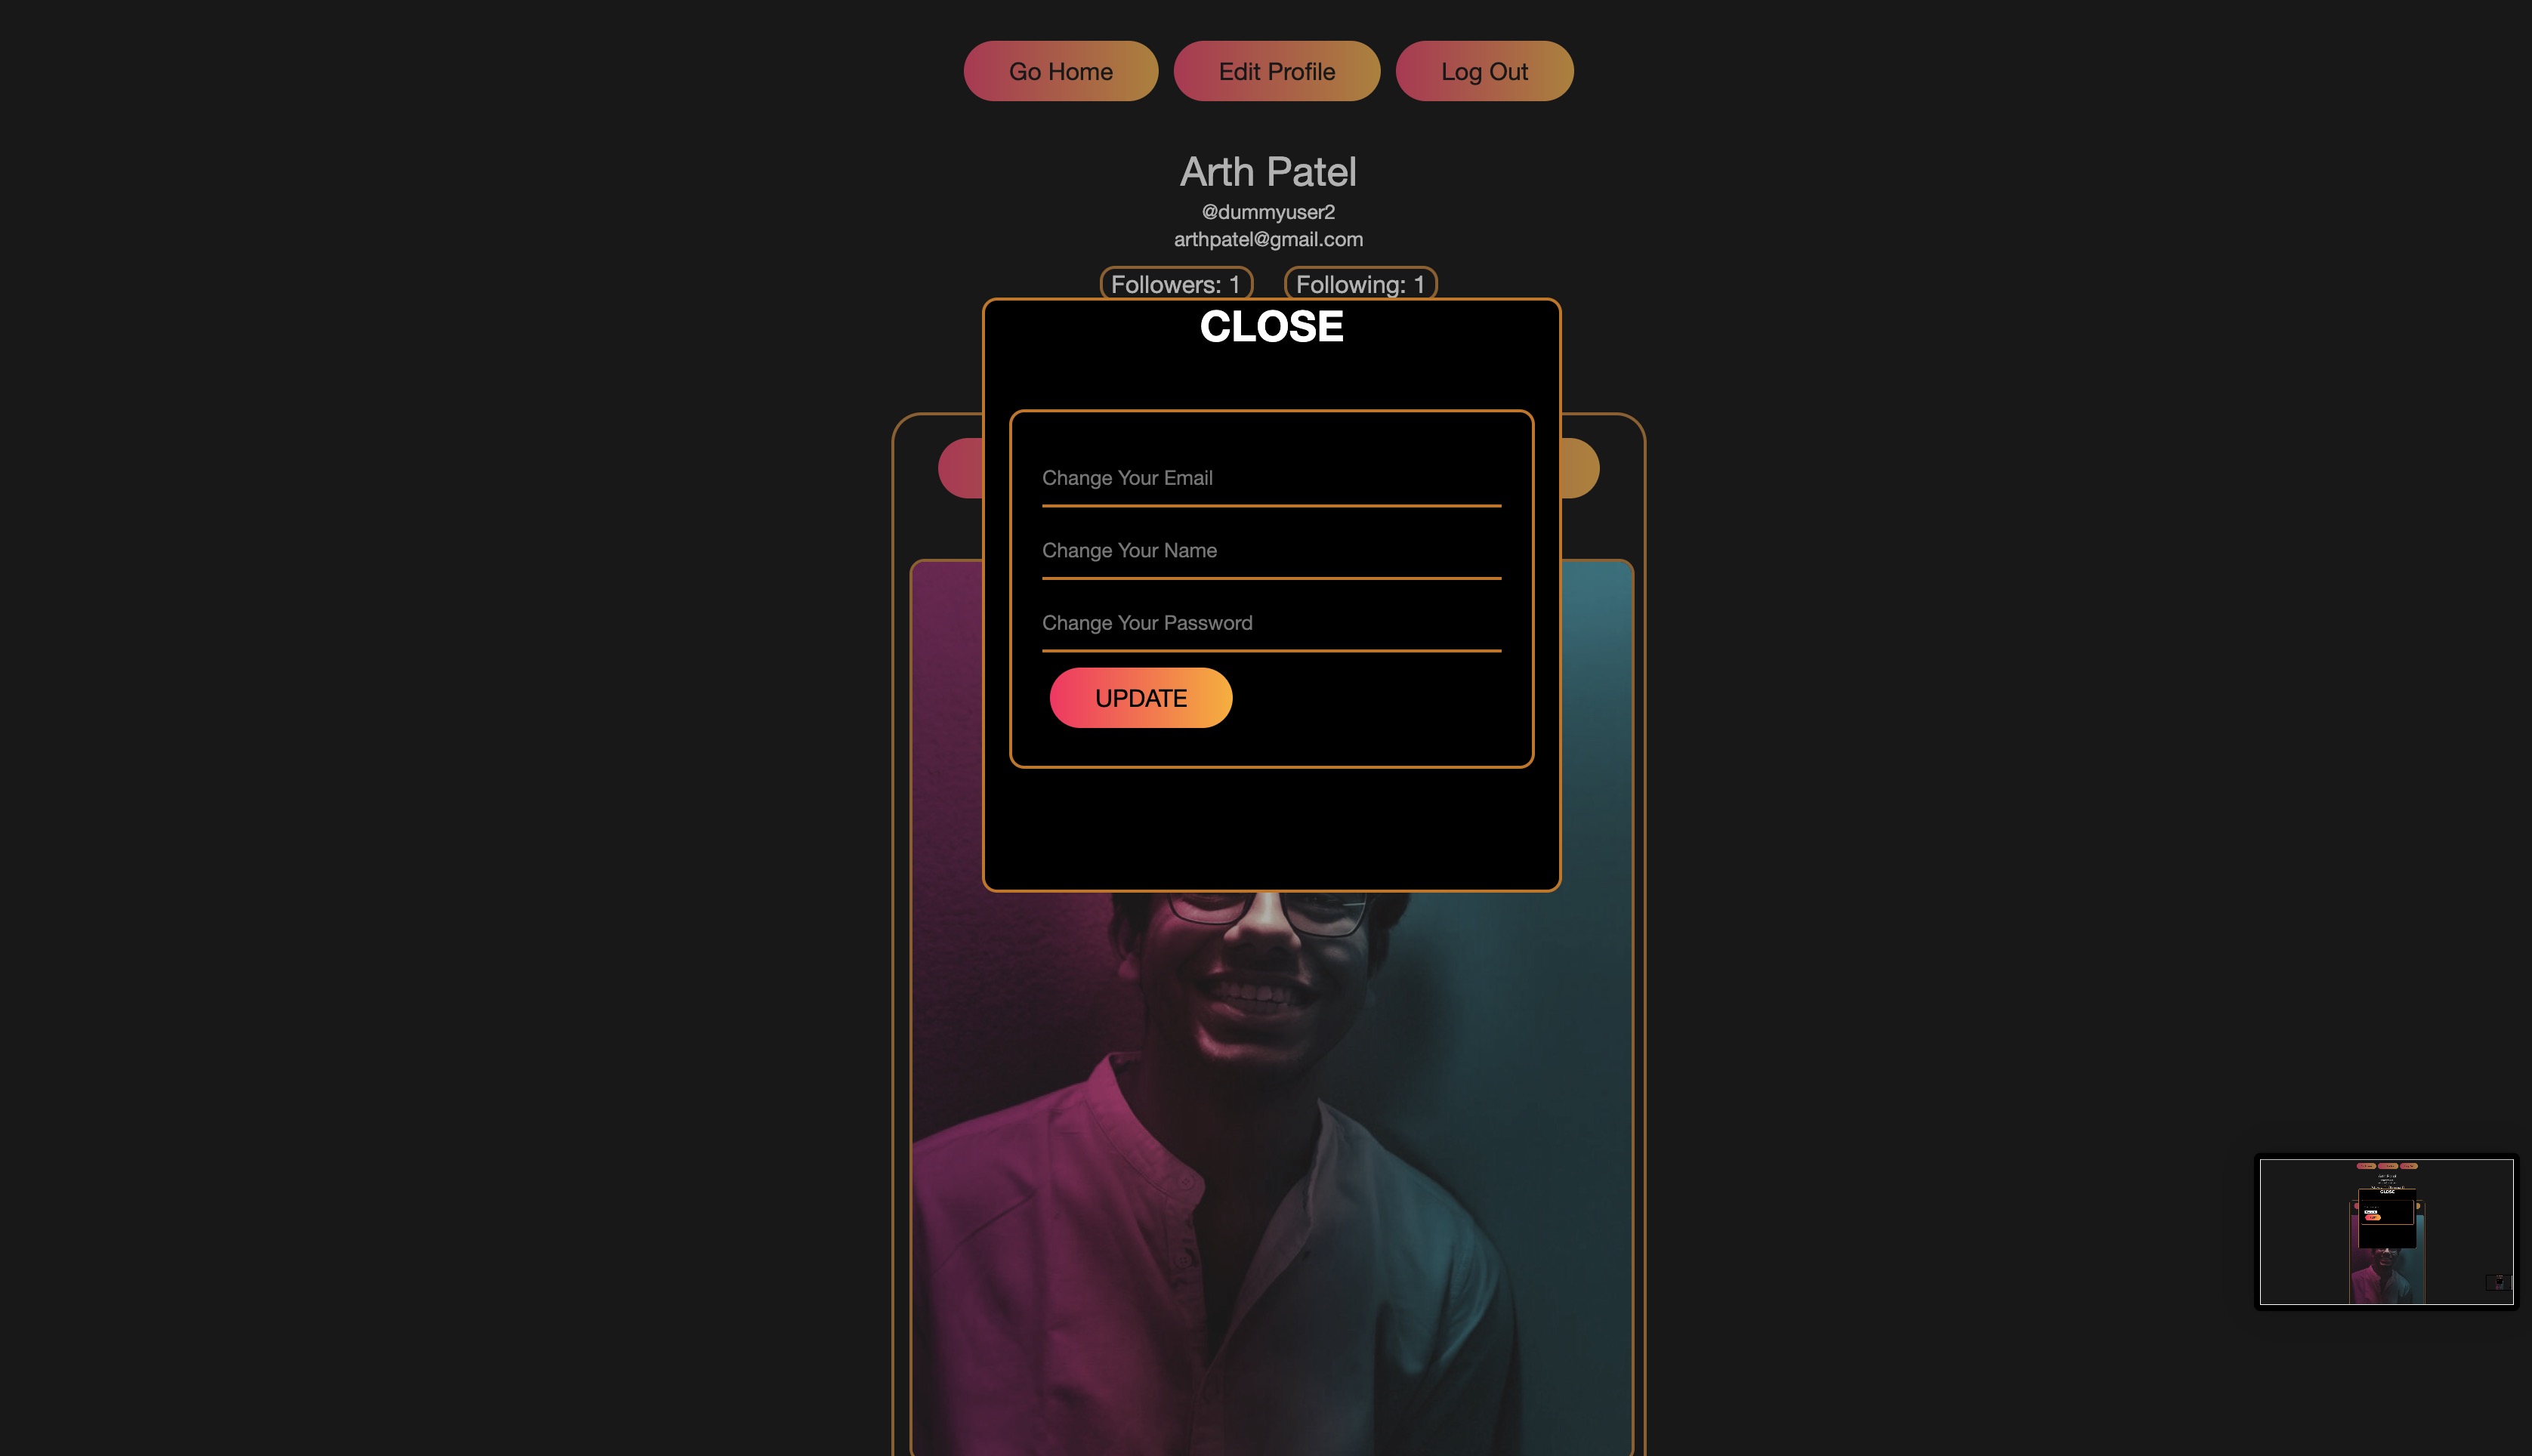 Go Home Edit Profile Log Out
Arth Patel
@dummyuser2
arthpatel@gmail.com
Followers: 1 Following: 1
CLOSE
Change Your Email
Change Your Name
Change Your Password
UPDATE
CLOSE